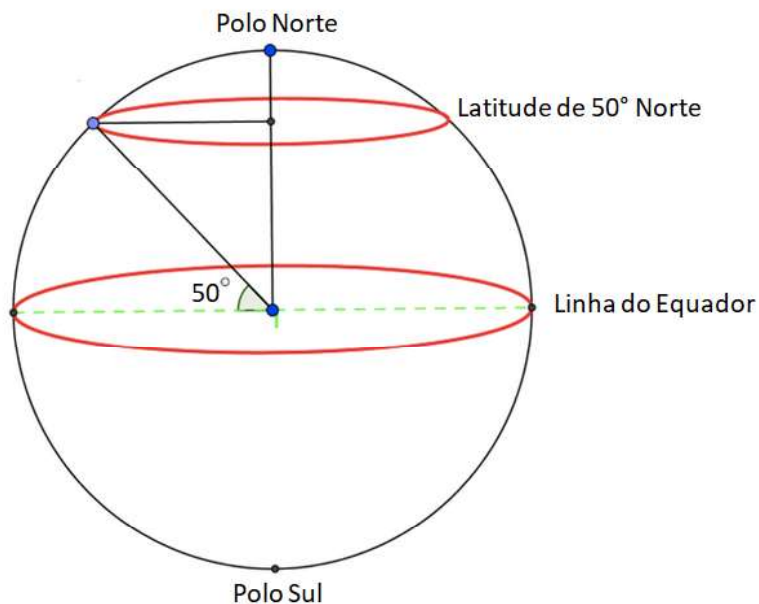 Polo Norte
Latitude de 50° Norte
50°
Linha do Equador
Polo Sul